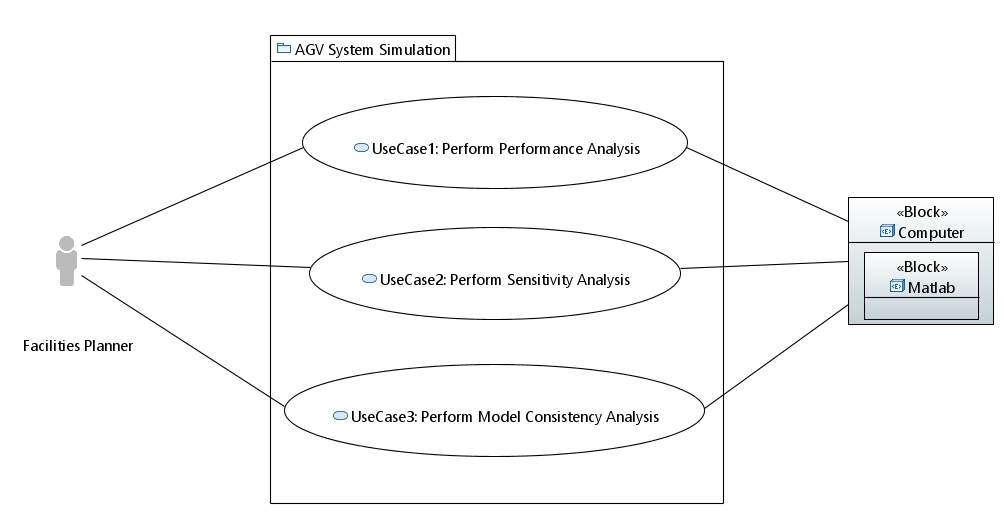 AGV System Simulation
UseCase1: Perform Performance Analysis
«Block»
Computer
UseCase2: Perform Sensitivity Analysis
«Block»
Matlab
Facilities Planner
UseCase3: Perform Model Consistency Analysis